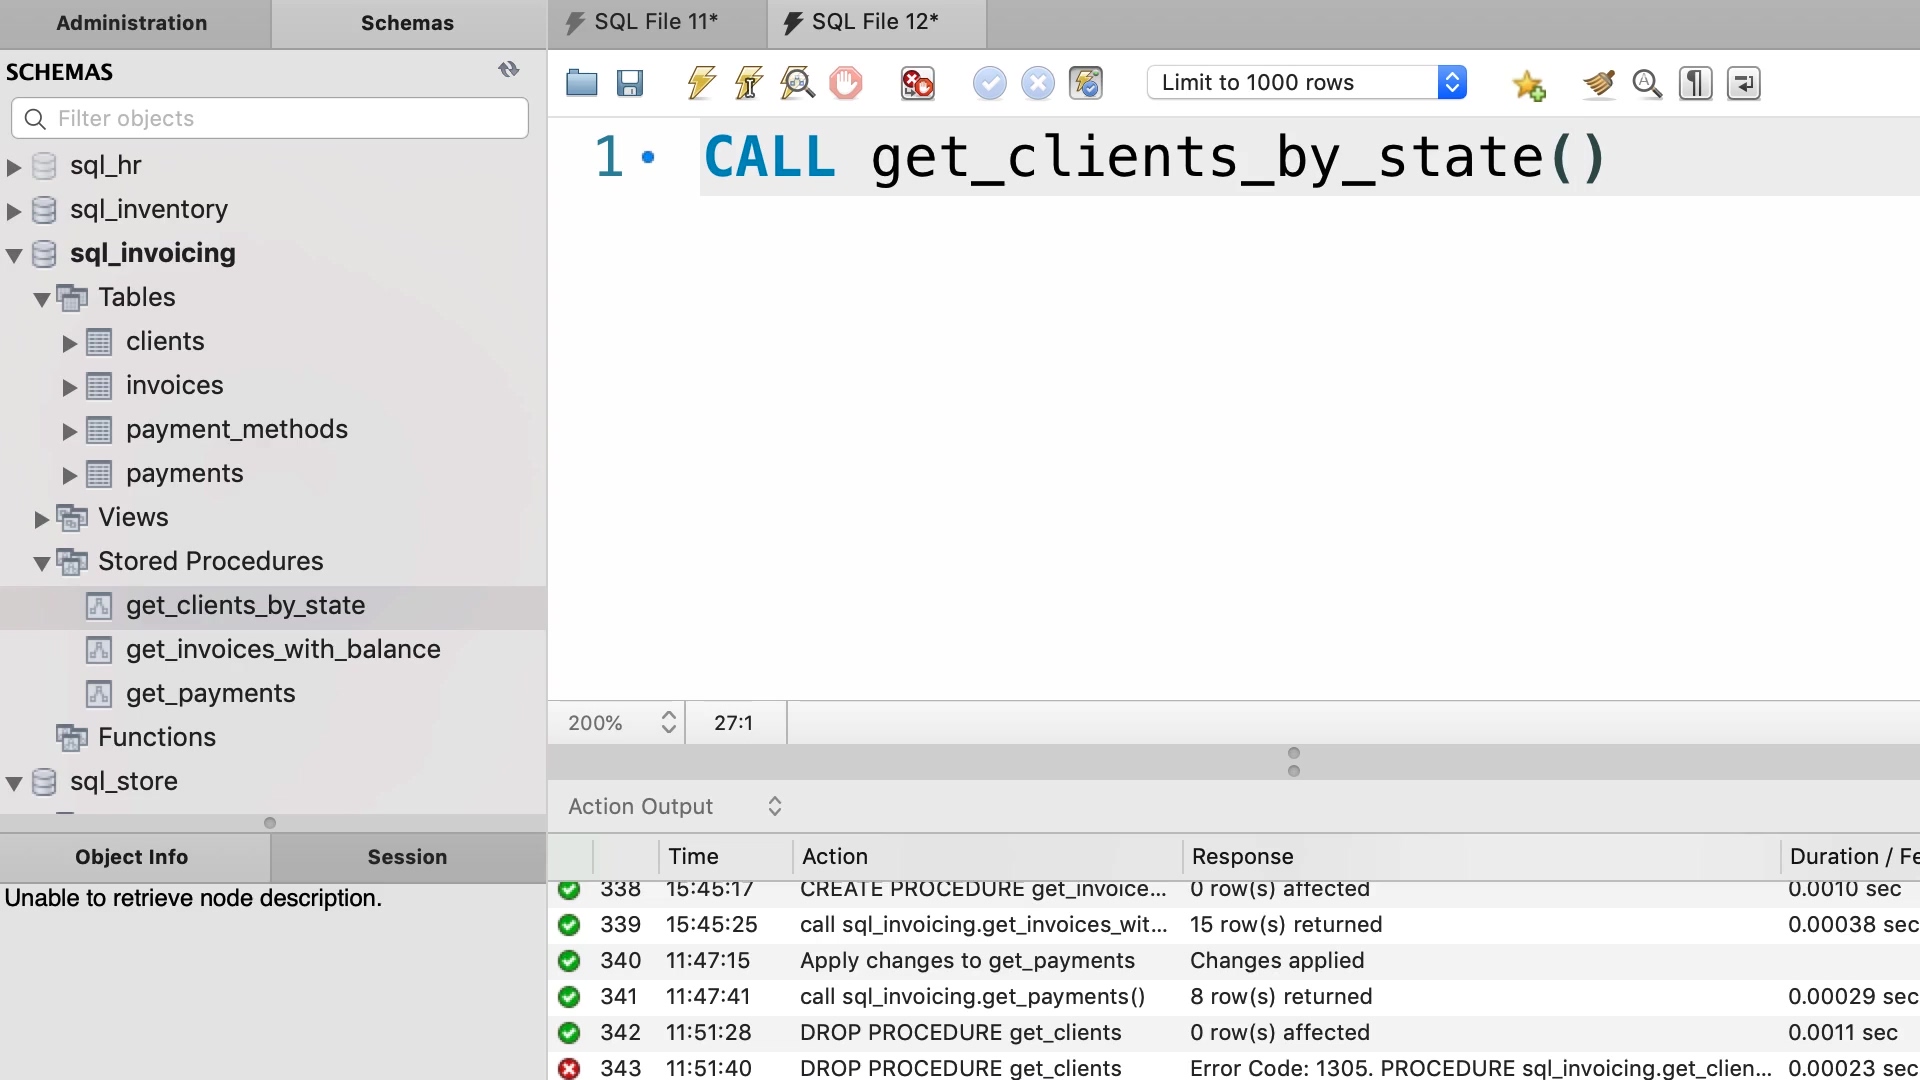 Administration
Schemas
SQL File 11*
SQL File 12*
SCHEMAS
Filter objects
Limit to 1000 rows
1
CALL get_clients_by_state()
sql_hr
sql_inventory
sql_invoicing
Tables
clients
invoices
payment_methods
payments
Views
Stored Procedures
get_clients_by_state
get_invoices_with_balance
get_payments
Functions
sql_store
200%
27:1
Action Output
Object Info
Session
Unable to retrieve node description.
Time Action Response Duration / Fe
338 15:45:17 CREATE PROCEDURE get_invoice... 0 row(s) affected 0.0010 sec
339 15:45:25 call sql_invoicing.get_invoices_wit... 15 row(s) returned 0.00038 sec
340 11:47:15 Apply changes to get_payments Changes applied
341 11:47:41 call sql_invoicing.get_payments() 8 row(s) returned 0.00029 sec
342 11:51:28 DROP PROCEDURE get_clients 0 row(s) affected 0.0011 sec
343 11:51:40 DROP PROCEDURE get_clients Error Code: 1305. PROCEDURE sql_invoicing.get_clien... 0.00023 sec